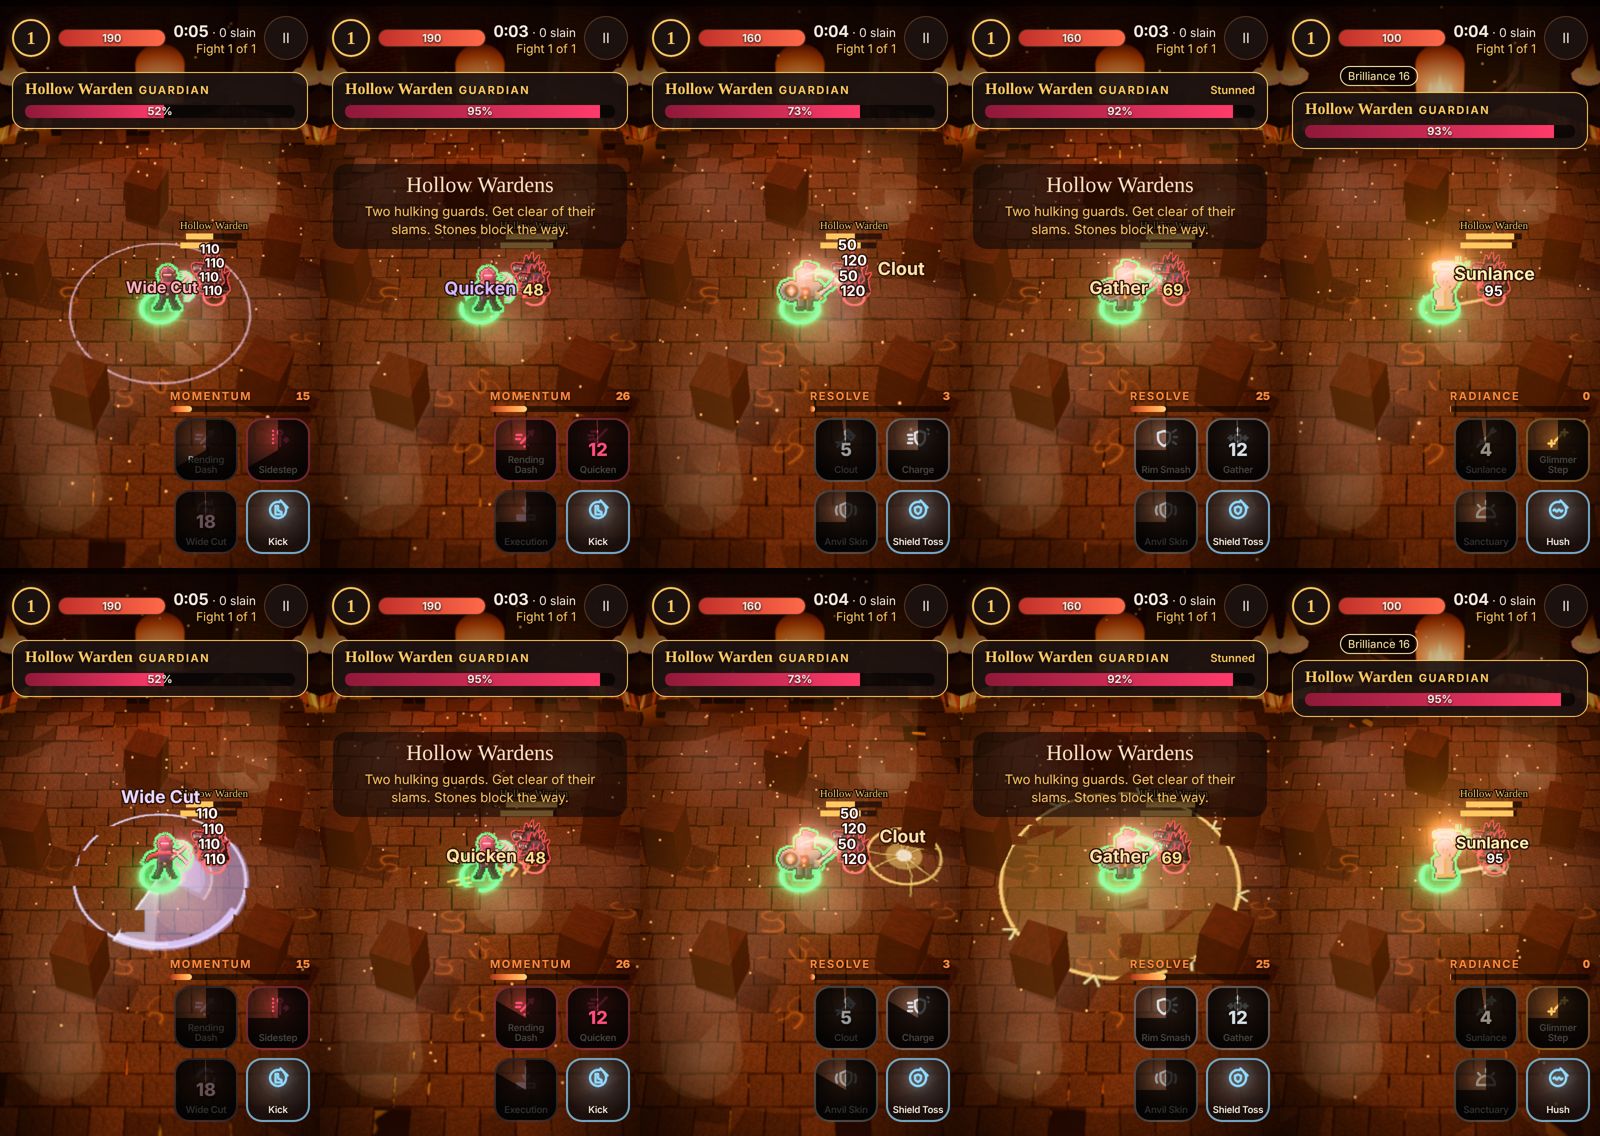 1
190
0:05 · 0 slain
Fight 1 of 1
Hollow Warden GUARDIAN
52%
Hollow Warden
110
110
110
110
Wide Cut
MOMENTUM 15
Rending Dash
Sidestep
18
Wide Cut
Kick
1
190
0:03 · 0 slain
Fight 1 of 1
Hollow Warden GUARDIAN
95%
Hollow Wardens
Two hulking guards. Get clear of their
slams. Stones block the way.
Quicken 48
MOMENTUM 26
Rending Dash
12
Quicken
Execution
Kick
1
160
0:04 · 0 slain
Fight 1 of 1
Hollow Warden GUARDIAN
73%
Hollow Warden
50
120
50
120
Clout
RESOLVE 3
5
Clout
Charge
Anvil Skin
Shield Toss
1
160
0:03 · 0 slain
Fight 1 of 1
Hollow Warden GUARDIAN Stunned
92%
Hollow Wardens
Two hulking guards. Get clear of their
slams. Stones block the way.
Gather 69
RESOLVE 25
Rim Smash
12
Gather
Anvil Skin
Shield Toss
1
100
0:04 · 0 slain
Fight 1 of 1
Brilliance 16
Hollow Warden GUARDIAN
93%
Hollow Warden
Sunlance
95
RADIANCE 0
4
Sunlance
Glimmer Step
Sanctuary
Hush
1
190
0:05 · 0 slain
Fight 1 of 1
Hollow Warden GUARDIAN
52%
Wide Cut
110
110
110
110
MOMENTUM 15
Rending Dash
Sidestep
18
Wide Cut
Kick
1
190
0:03 · 0 slain
Fight 1 of 1
Hollow Warden GUARDIAN
95%
Hollow Wardens
Two hulking guards. Get clear of their
slams. Stones block the way.
Quicken 48
MOMENTUM 26
Rending Dash
12
Quicken
Execution
Kick
1
160
0:04 · 0 slain
Fight 1 of 1
Hollow Warden GUARDIAN
73%
Hollow Warden
50
120
50
120
Clout
RESOLVE 3
5
Clout
Charge
Anvil Skin
Shield Toss
1
160
0:03 · 0 slain
Fight 1 of 1
Hollow Warden GUARDIAN Stunned
92%
Hollow Wardens
Two hulking guards. Get clear of their
slams. Stones block the way.
Gather 69
RESOLVE 25
Rim Smash
12
Gather
Anvil Skin
Shield Toss
1
100
0:04 · 0 slain
Fight 1 of 1
Brilliance 16
Hollow Warden GUARDIAN
95%
Hollow Warden
Sunlance
95
RADIANCE 0
4
Sunlance
Glimmer Step
Sanctuary
Hush